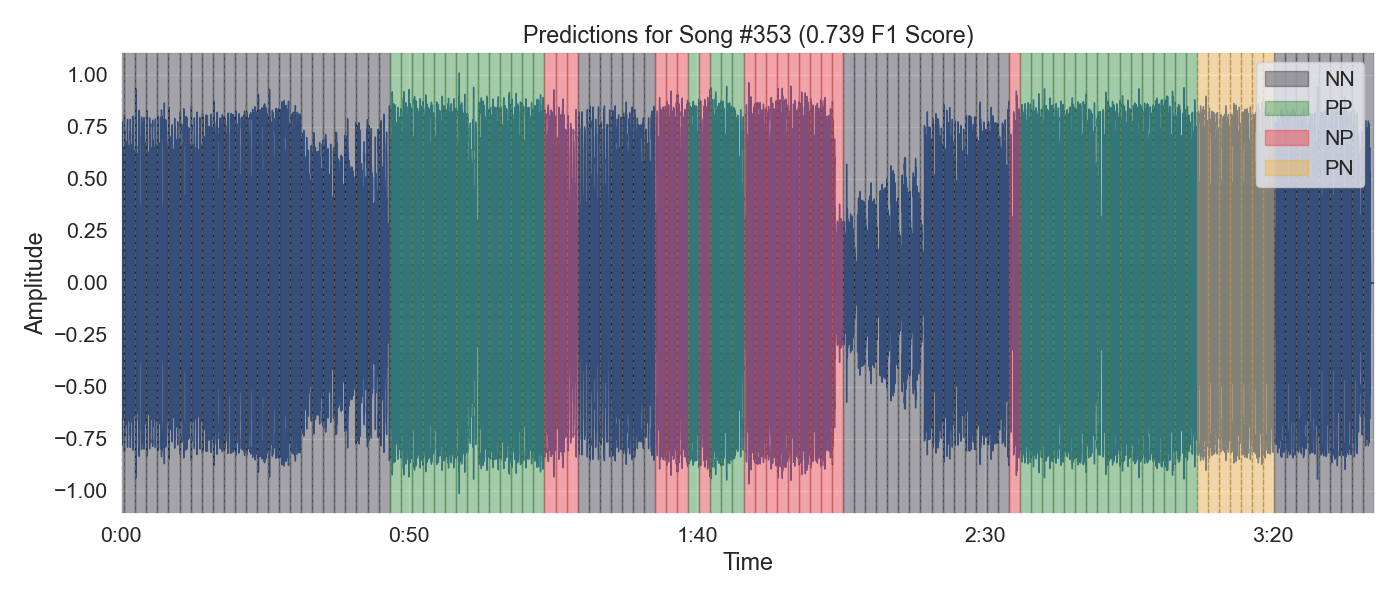 Predictions for Song #353 (0.739 F1 Score)
1.00
0.75
0.50
0.25
0.00
−0.25
−0.50
−0.75
−1.00
Amplitude
NN
PP
NP
PN
0:00
0:50
1:40
2:30
3:20
Time